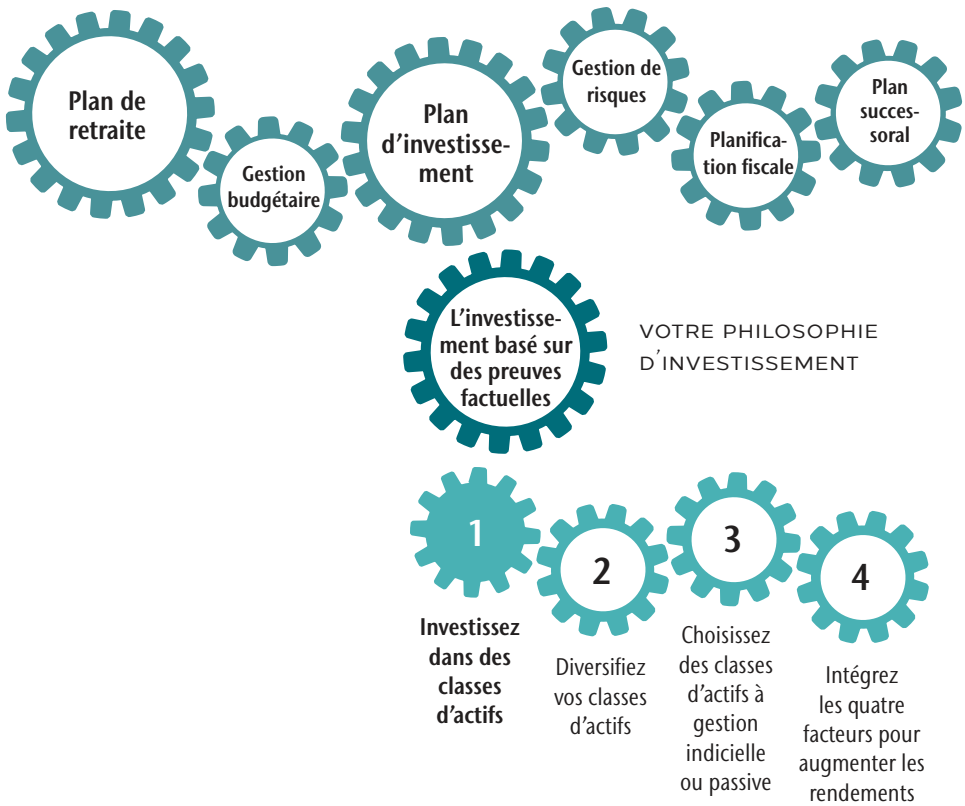 Plan de
retraite
Gestion
budgétaire
Plan
d'investisse-
ment
Gestion de
risques
Planifica-
tion fiscale
Plan
succes-
soral
L'investisse-
ment basé sur
des preuves
factuelles
VOTRE PHILOSOPHIE
D'INVESTISSEMENT
1
Investissez
dans des
classes
d'actifs
2
Diversifiez
vos classes
d'actifs
3
Choisissez
des classes
d'actifs à
gestion
indicielle
ou passive
4
Intégrez
les quatre
facteurs pour
augmenter les
rendements